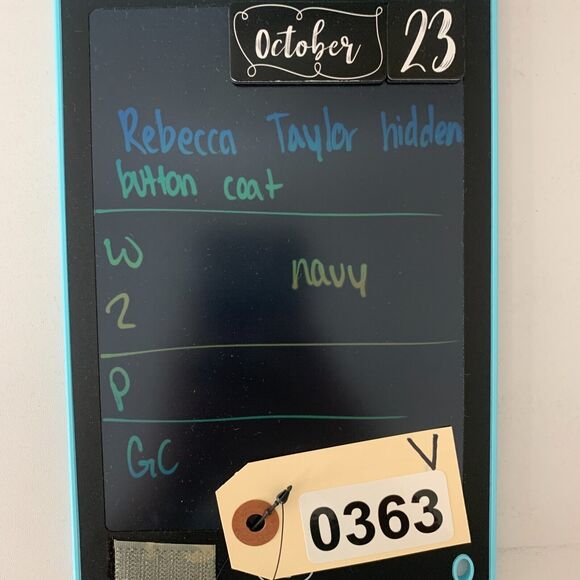 October 23
Rebecca Taylor hidden
button coat
W
navy
2
P
GC
V
0363